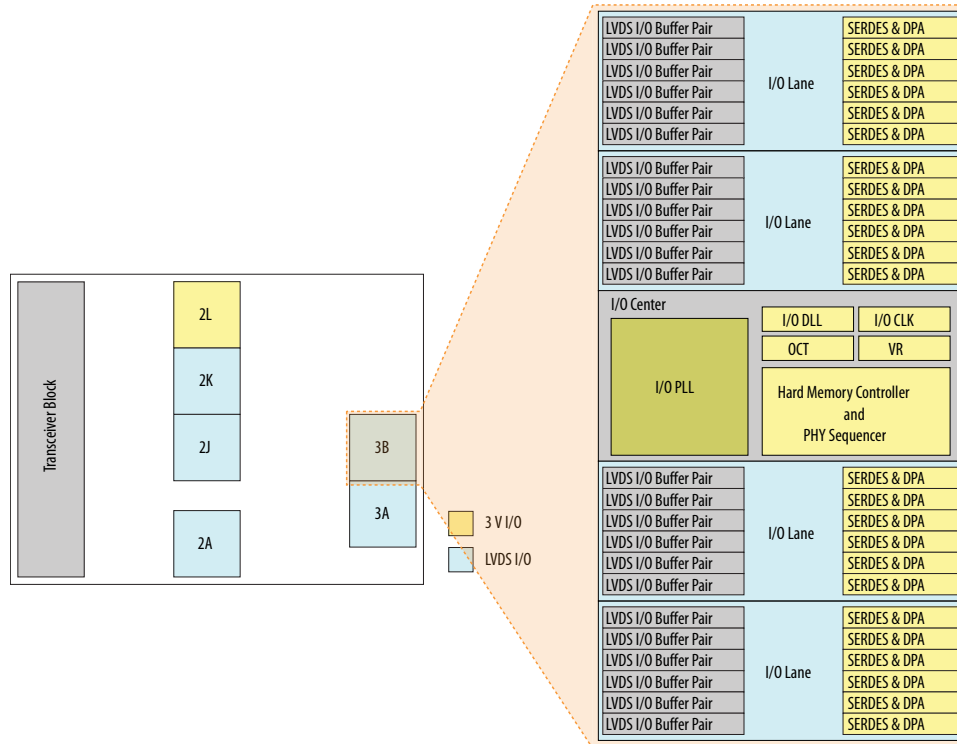 Transceiver Block
2L
2K
2J
2A
3B
3A
3 V I/O
LVDS I/O
LVDS I/O Buffer Pair
LVDS I/O Buffer Pair
LVDS I/O Buffer Pair
LVDS I/O Buffer Pair
LVDS I/O Buffer Pair
LVDS I/O Buffer Pair
I/O Lane
SERDES & DPA
SERDES & DPA
SERDES & DPA
SERDES & DPA
SERDES & DPA
SERDES & DPA
LVDS I/O Buffer Pair
LVDS I/O Buffer Pair
LVDS I/O Buffer Pair
LVDS I/O Buffer Pair
LVDS I/O Buffer Pair
LVDS I/O Buffer Pair
I/O Lane
SERDES & DPA
SERDES & DPA
SERDES & DPA
SERDES & DPA
SERDES & DPA
SERDES & DPA
I/O Center
I/O PLL
I/O DLL
I/O CLK
OCT
VR
Hard Memory Controller
and
PHY Sequencer
LVDS I/O Buffer Pair
LVDS I/O Buffer Pair
LVDS I/O Buffer Pair
LVDS I/O Buffer Pair
LVDS I/O Buffer Pair
LVDS I/O Buffer Pair
I/O Lane
SERDES & DPA
SERDES & DPA
SERDES & DPA
SERDES & DPA
SERDES & DPA
SERDES & DPA
LVDS I/O Buffer Pair
LVDS I/O Buffer Pair
LVDS I/O Buffer Pair
LVDS I/O Buffer Pair
LVDS I/O Buffer Pair
LVDS I/O Buffer Pair
I/O Lane
SERDES & DPA
SERDES & DPA
SERDES & DPA
SERDES & DPA
SERDES & DPA
SERDES & DPA